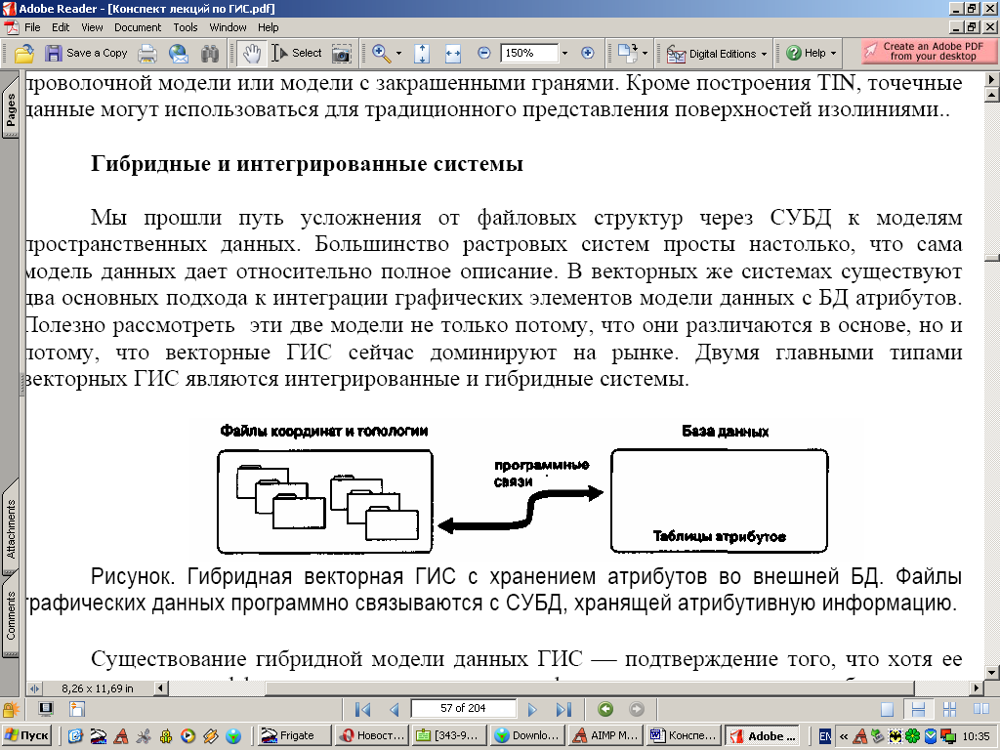 Adobe Reader - [Конспект лекций по ГИС.pdf]
File Edit View Document Tools Window Help
Save a Copy Select 150% Digital Editions Help Create an Adobe PDF
from your desktop
Pages
проволочной модели или модели с закрашенными гранями. Кроме построения TIN, точечные
данные могут использоваться для традиционного представления поверхностей изолиниями..
Гибридные и интегрированные системы
Мы прошли путь усложнения от файловых структур через СУБД к моделям
пространственных данных. Большинство растровых систем просты настолько, что сама
модель данных дает относительно полное описание. В векторных же системах существуют
два основных подхода к интеграции графических элементов модели данных с БД атрибутов.
Полезно рассмотреть эти две модели не только потому, что они различаются в основе, но и
потому, что векторные ГИС сейчас доминируют на рынке. Двумя главными типами
векторных ГИС являются интегрированные и гибридные системы.
Файлы координат и топологии
База данных
программные
связи
Таблицы атрибутов
Attachments
Comments
Рисунок. Гибридная векторная ГИС с хранением атрибутов во внешней БД. Файлы
графических данных программно связываются с СУБД, хранящей атрибутивную информацию.
Существование гибридной модели данных ГИС — подтверждение того, что хотя ее
8,26 x 11,69 in
57 of 204
Пуск Frigate Новост... [343-9... Downlo... AIMP M... Конспе... Adobe ... EN « 10:35